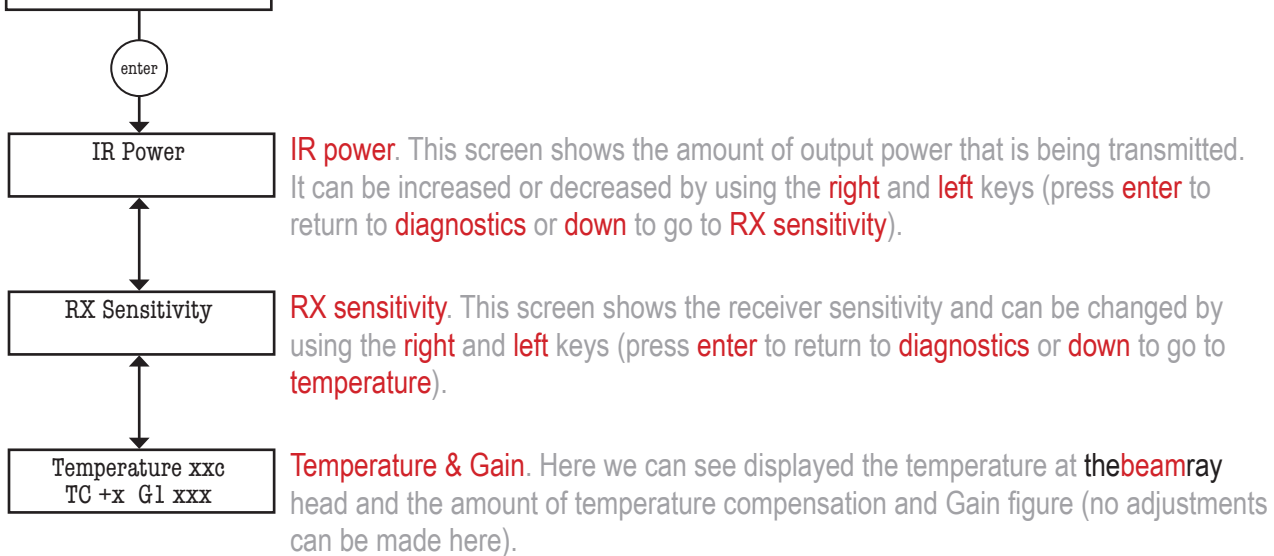 enter
IR Power
IR power. This screen shows the amount of output power that is being transmitted.
It can be increased or decreased by using the right and left keys (press enter to
return to diagnostics or down to go to RX sensitivity).
RX Sensitivity
RX sensitivity. This screen shows the receiver sensitivity and can be changed by
using the right and left keys (press enter to return to diagnostics or down to go to
temperature).
Temperature xxc
TC +x G1 xxx
Temperature & Gain. Here we can see displayed the temperature at thebeamray
head and the amount of temperature compensation and Gain figure (no adjustments
can be made here).